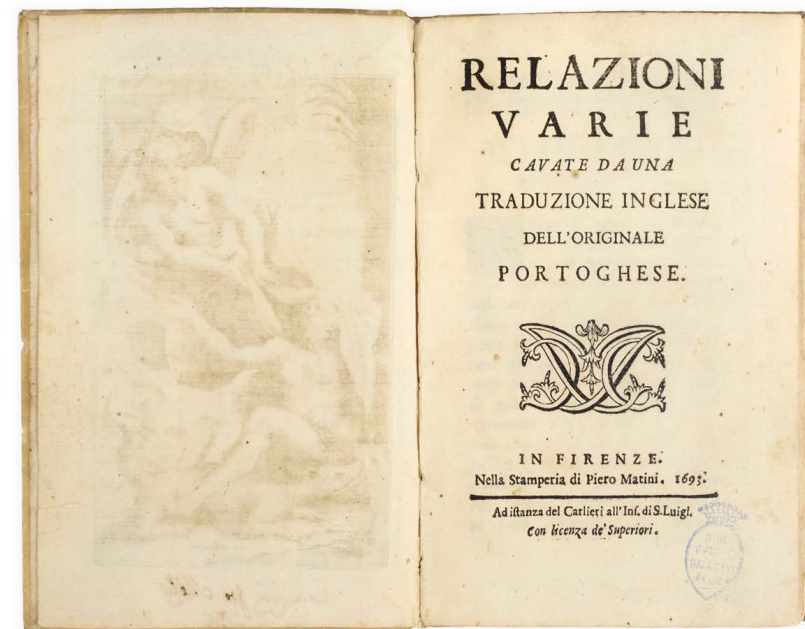 RELAZIONI
VARIE
CAVATE DA UNA
TRADUZIONE INGLESE
DELL'ORIGINALE
PORTOGHESE.
IN FIRENZE.
Nella Stamperia di Piero Matini. 1693.
Ad istanza del Carlieri all' Ins. di S. Luigi.
Con licenza de' Superiori.